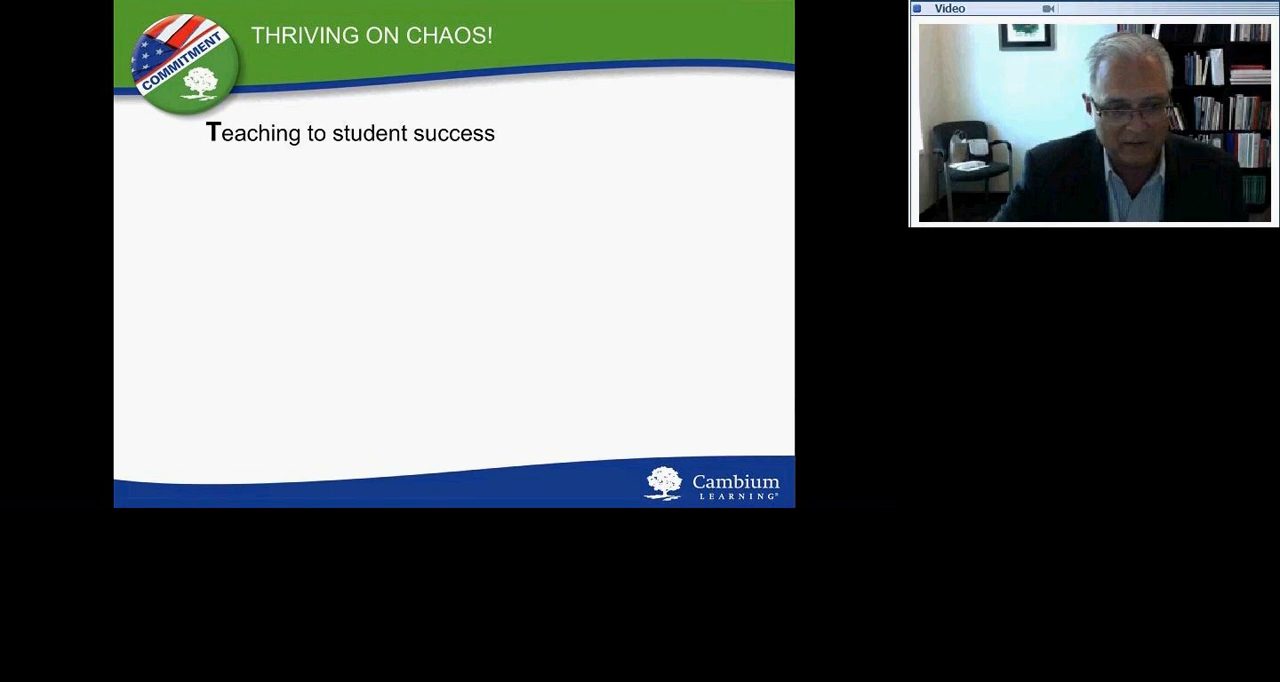 THRIVING ON CHAOS!
COMMITMENT
Teaching to student success
Cambium
LEARNING®
Video